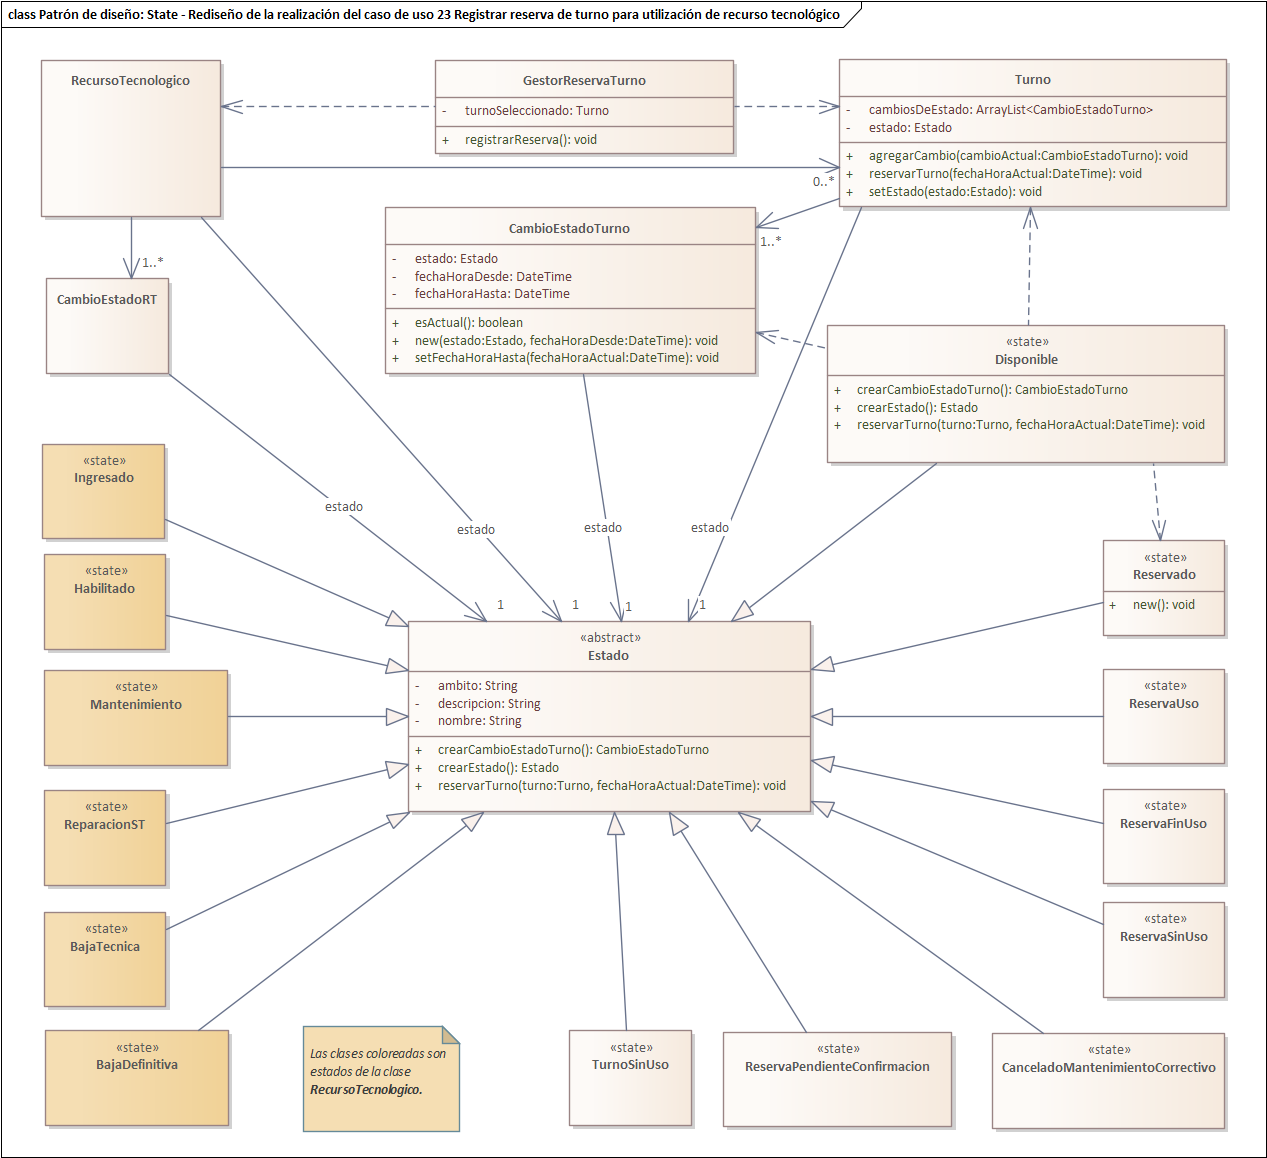 class Patrón de diseño: State - Rediseño de la realización del caso de uso 23 Registrar reserva de turno para utilización de recurso tecnológico
RecursoTecnologico
GestorReservaTurno
- turnoSeleccionado: Turno
+ registrarReserva(): void
Turno
- cambiosDeEstado: ArrayList<CambioEstadoTurno>
- estado: Estado
+ agregarCambio(cambioActual:CambioEstadoTurno): void
+ reservarTurno(fechaHoraActual:DateTime): void
+ setEstado(estado:Estado): void
0..*
1..*
1..*
CambioEstadoTurno
- estado: Estado
- fechaHoraDesde: DateTime
- fechaHoraHasta: DateTime
+ esActual(): boolean
+ new(estado:Estado, fechaHoraDesde:DateTime): void
+ setFechaHoraHasta(fechaHoraActual:DateTime): void
CambioEstadoRT
«state»
Disponible
+ crearCambioEstadoTurno(): CambioEstadoTurno
+ crearEstado(): Estado
+ reservarTurno(turno:Turno, fechaHoraActual:DateTime): void
«state»
Ingresado
estado
estado
estado
estado
«state»
Habilitado
«state»
Reservado
+ new(): void
1
1
1
1
«abstract»
Estado
- ambito: String
- descripcion: String
- nombre: String
+ crearCambioEstadoTurno(): CambioEstadoTurno
+ crearEstado(): Estado
+ reservarTurno(turno:Turno, fechaHoraActual:DateTime): void
«state»
Mantenimiento
«state»
ReservaUso
«state»
ReparacionST
«state»
ReservaFinUso
«state»
BajaTecnica
«state»
ReservaSinUso
«state»
BajaDefinitiva
Las clases coloreadas son
estados de la clase
RecursoTecnologico.
«state»
TurnoSinUso
«state»
ReservaPendienteConfirmacion
«state»
CanceladoMantenimientoCorrectivo